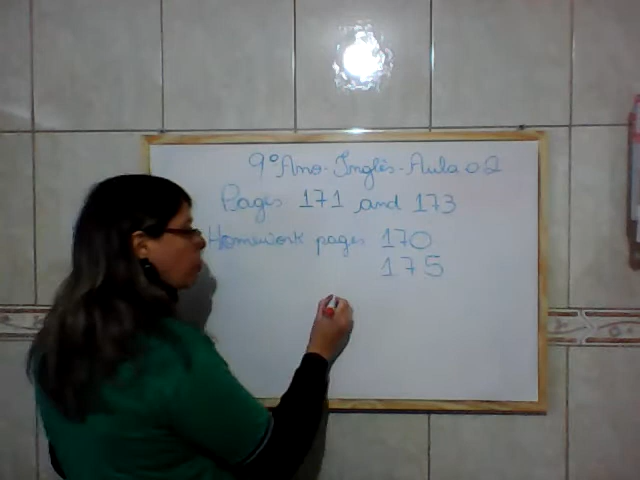 9º Ano - Inglês - Aula 02
Pages 171 and 173
Homework pages 170
175